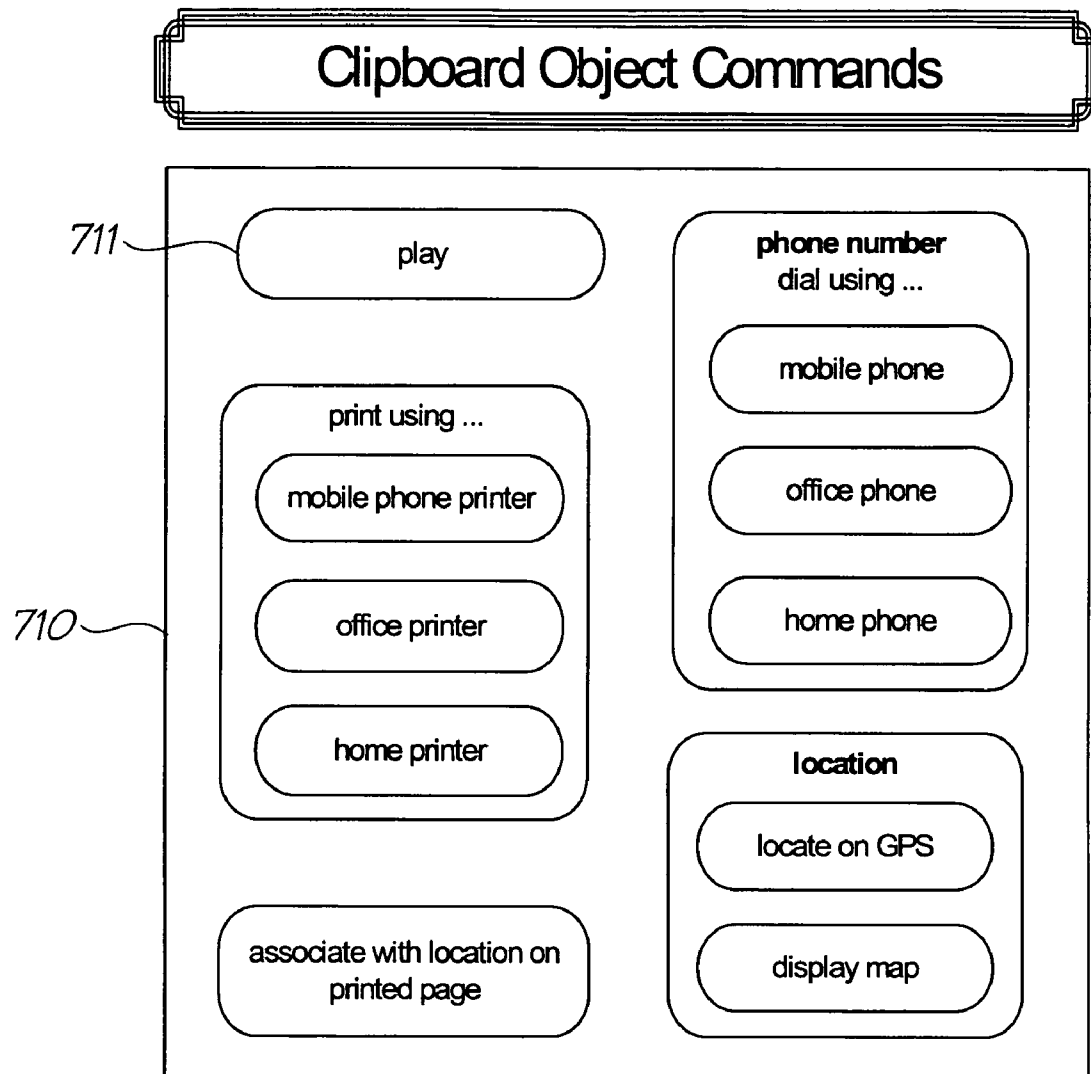 Clipboard Object Commands
711
play
print using ...
mobile phone printer
710
office printer
home printer
associate with location on
printed page
phone number
dial using ...
mobile phone
office phone
home phone
location
locate on GPS
display map